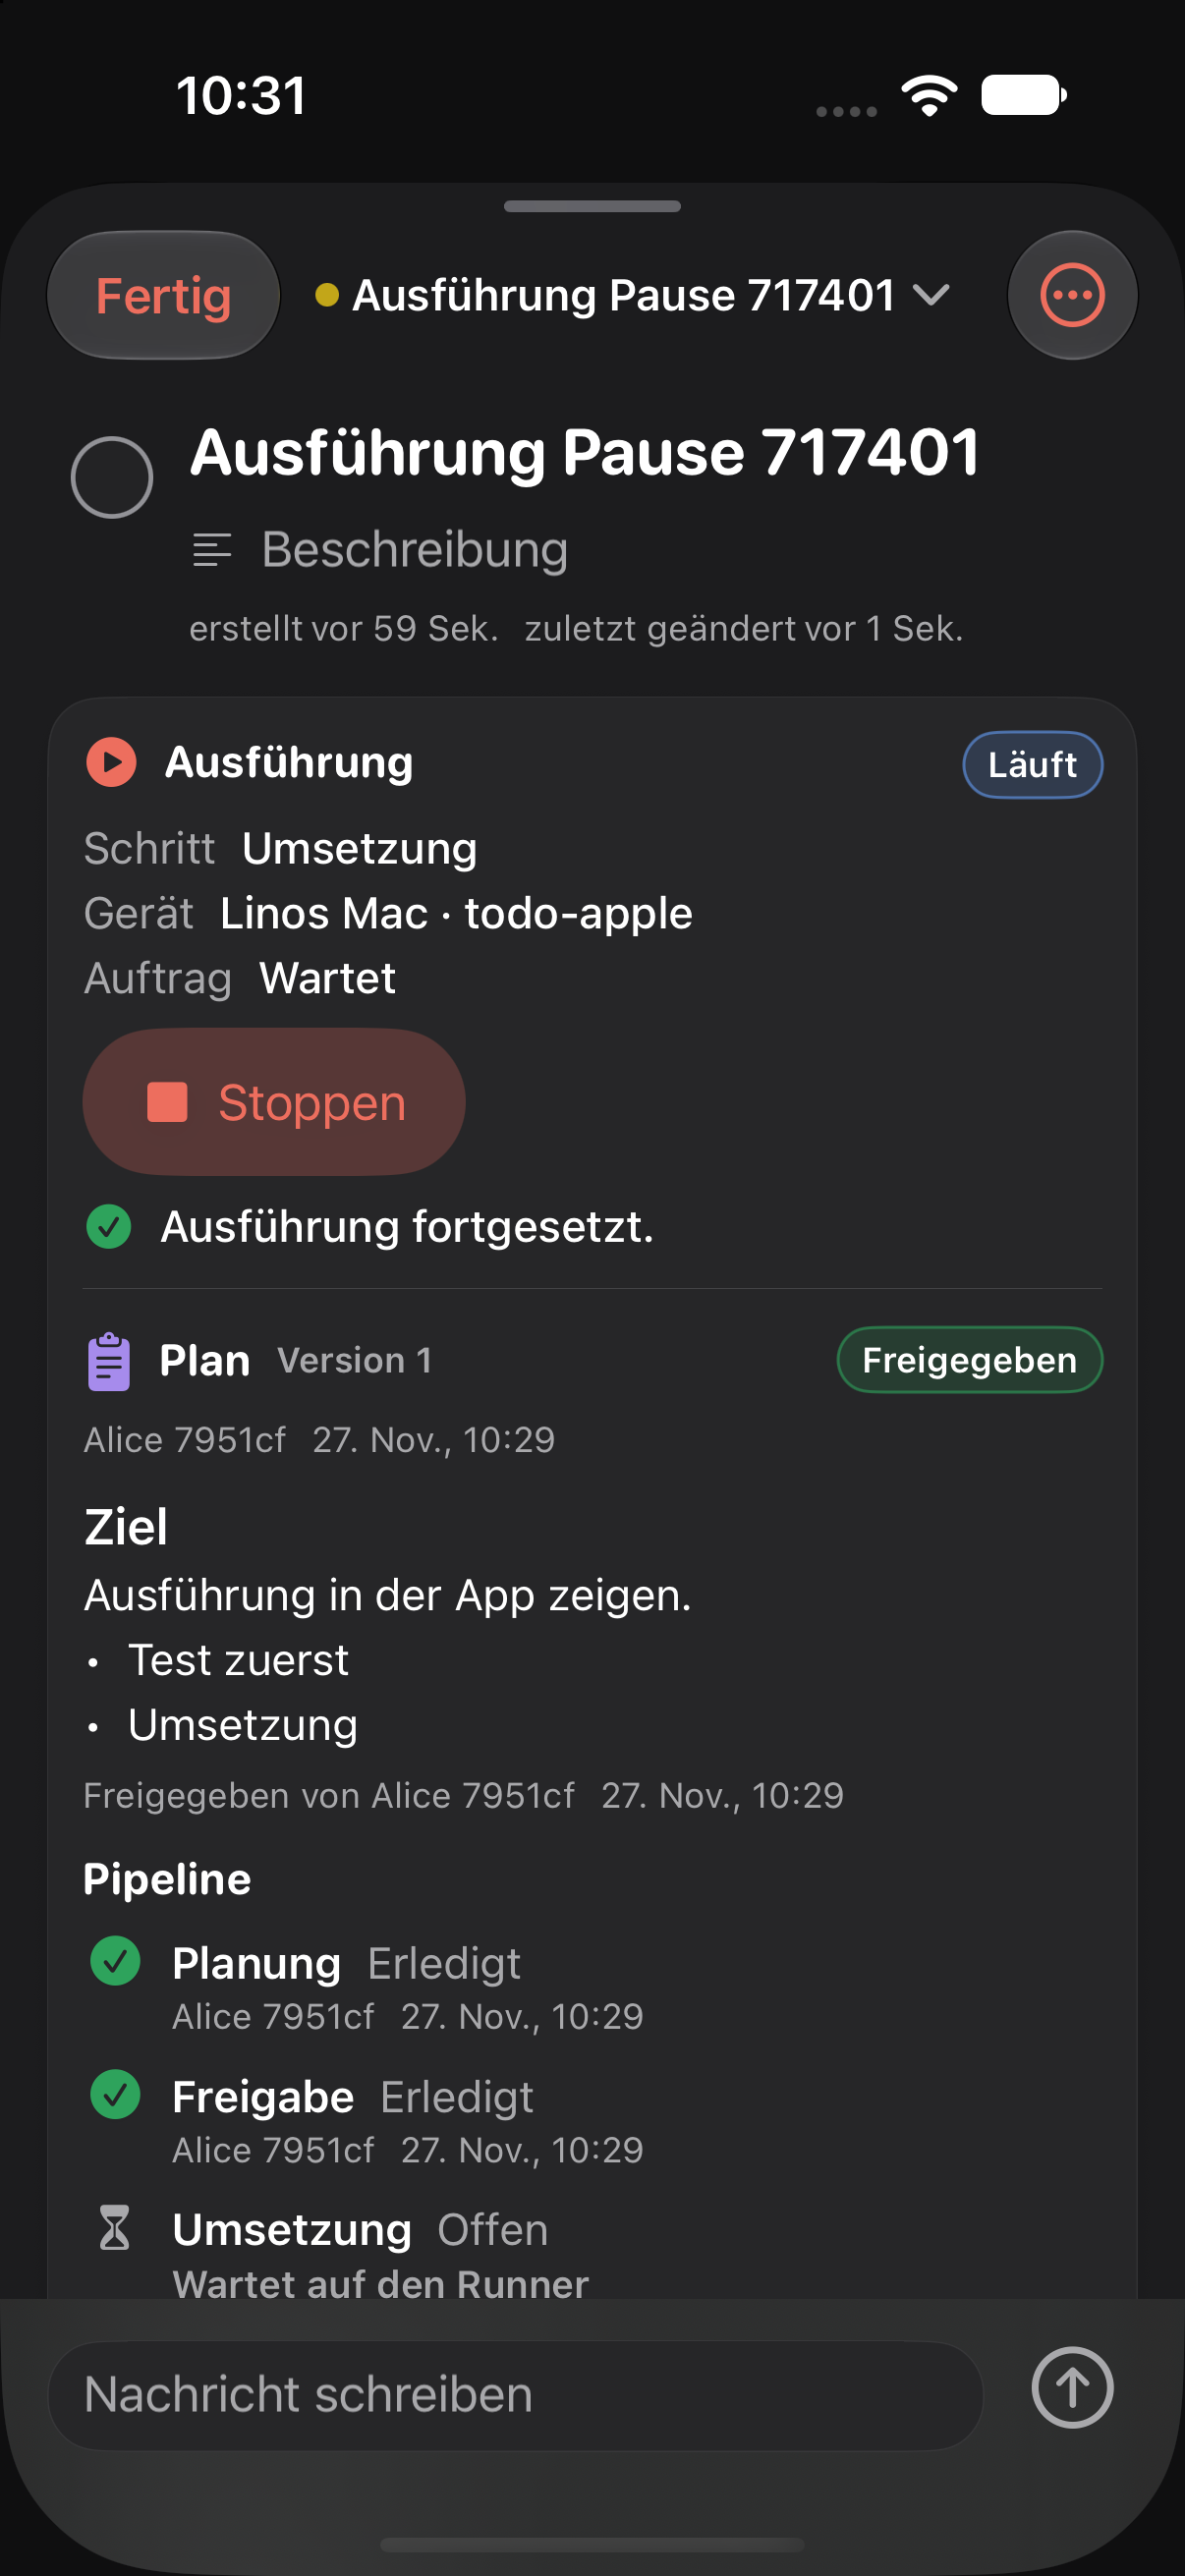 10:31
Fertig
Ausführung Pause 717401
Ausführung Pause 717401
Beschreibung
erstellt vor 59 Sek. zuletzt geändert vor 1 Sek.
Ausführung
Läuft
Schritt Umsetzung
Gerät Linos Mac · todo-apple
Auftrag Wartet
Stoppen
Ausführung fortgesetzt.
Plan Version 1
Freigegeben
Alice 7951cf 27. Nov., 10:29
Ziel
Ausführung in der App zeigen.
• Test zuerst
• Umsetzung
Freigegeben von Alice 7951cf 27. Nov., 10:29
Pipeline
Planung Erledigt
Alice 7951cf 27. Nov., 10:29
Freigabe Erledigt
Alice 7951cf 27. Nov., 10:29
Umsetzung Offen
Wartet auf den Runner
Nachricht schreiben